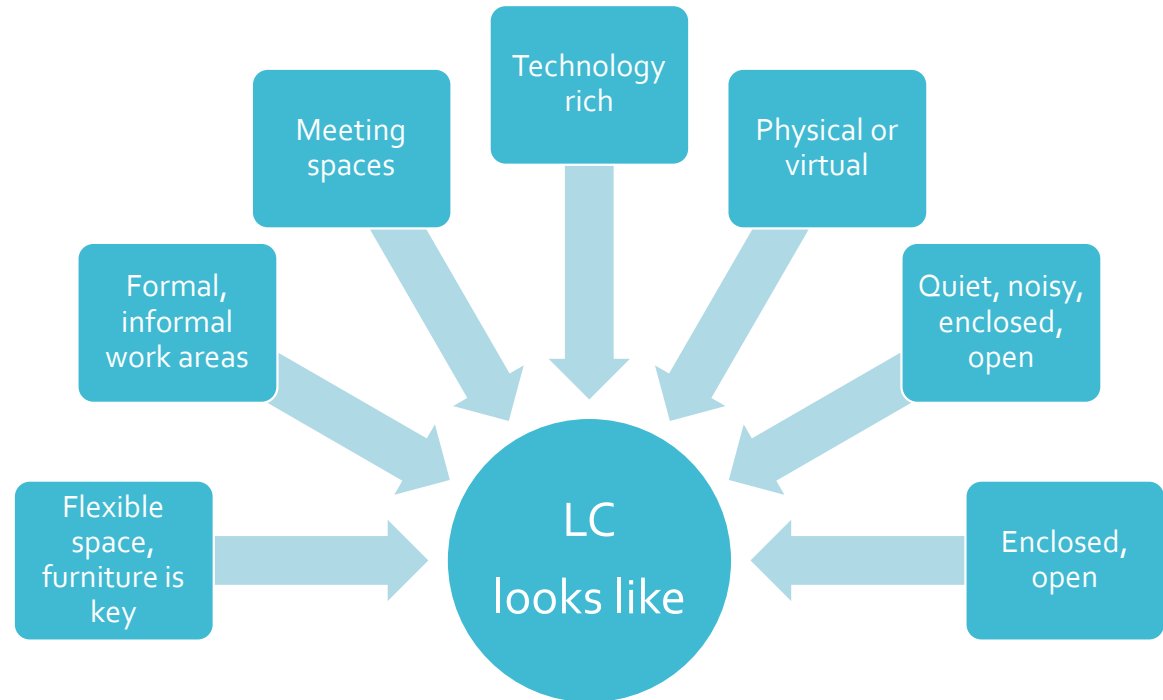 Technology
rich
Meeting
spaces
Physical or
virtual
Formal,
informal
work areas
Quiet, noisy,
enclosed,
open
Flexible
space,
furniture is
key
LC
looks like
Enclosed,
open